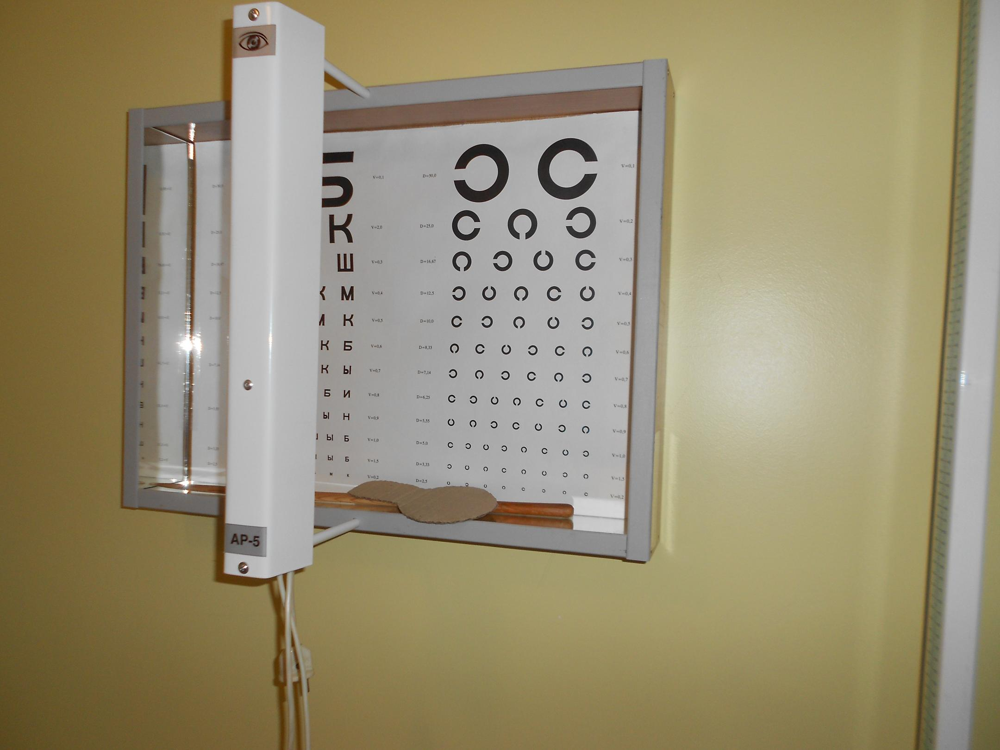 Б V=0,1 D=50,0 V=0,1
К V=2,0 D=25,0 V=0,2
Ш V=0,3 D=16,67 V=0,3
К М V=0,4 D=12,5 V=0,4
М К V=0,5 D=10,0 V=0,5
К Б V=0,6 D=8,33 V=0,6
К Ы V=0,7 D=7,14 V=0,7
Б И V=0,8 D=6,25 V=0,8
Ы Н V=0,9 D=5,55 V=0,9
Ы Б V=1,0 D=5,0 V=1,0
Ы Б V=1,5 D=3,33 V=1,5
М К V=0,2 D=2,5 V=0,2
АР-5